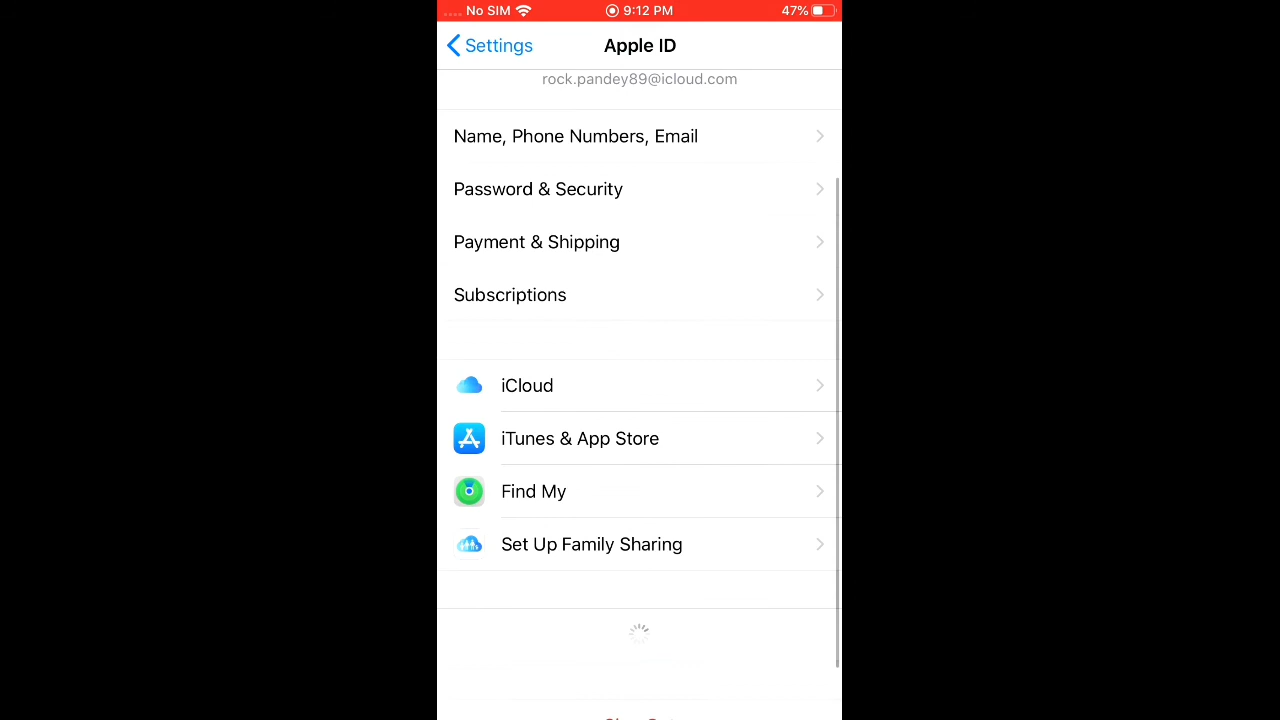 No SIM 9:12 PM 47%
Settings Apple ID
rock.pandey89@icloud.com
Name, Phone Numbers, Email
Password & Security
Payment & Shipping
Subscriptions
iCloud
iTunes & App Store
Find My
Set Up Family Sharing